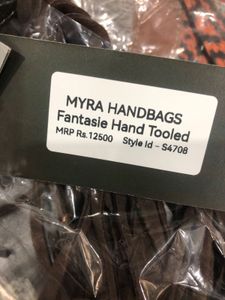 MYRA HANDBAGS
Fantasie Hand Tooled
MRP Rs.12500 Style Id - S4708